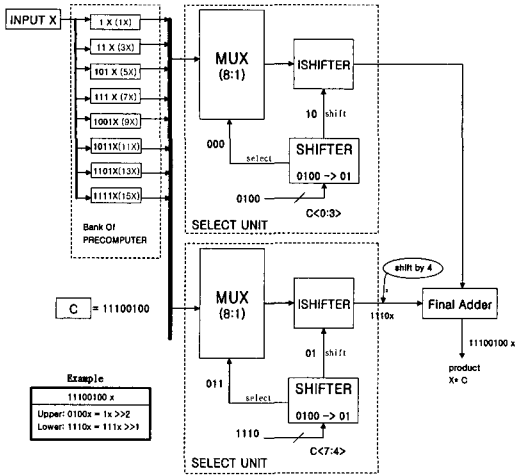 INPUT X
1 X (1X)
11 X (3X)
101 X (5X)
111 X (7X)
1001X (9X)
1011X(11X)
1101X(13X)
1111X(15X)
Bank Of
PRECOMPUTER
MUX
(8:1)
ISHIFTER
10 shift
000
select
SHIFTER
0100 -> 01
0100
C<0:3>
SELECT UNIT
MUX
(8:1)
ISHIFTER
1110x
shift by 4
Final Adder
11100100 x
product
X* C
01 shift
011
select
SHIFTER
0100 -> 01
1110
C<7:4>
SELECT UNIT
C = 11100100
Example
11100100 x
Upper: 0100x = 1x >>2
Lower: 1110x = 111x >>1